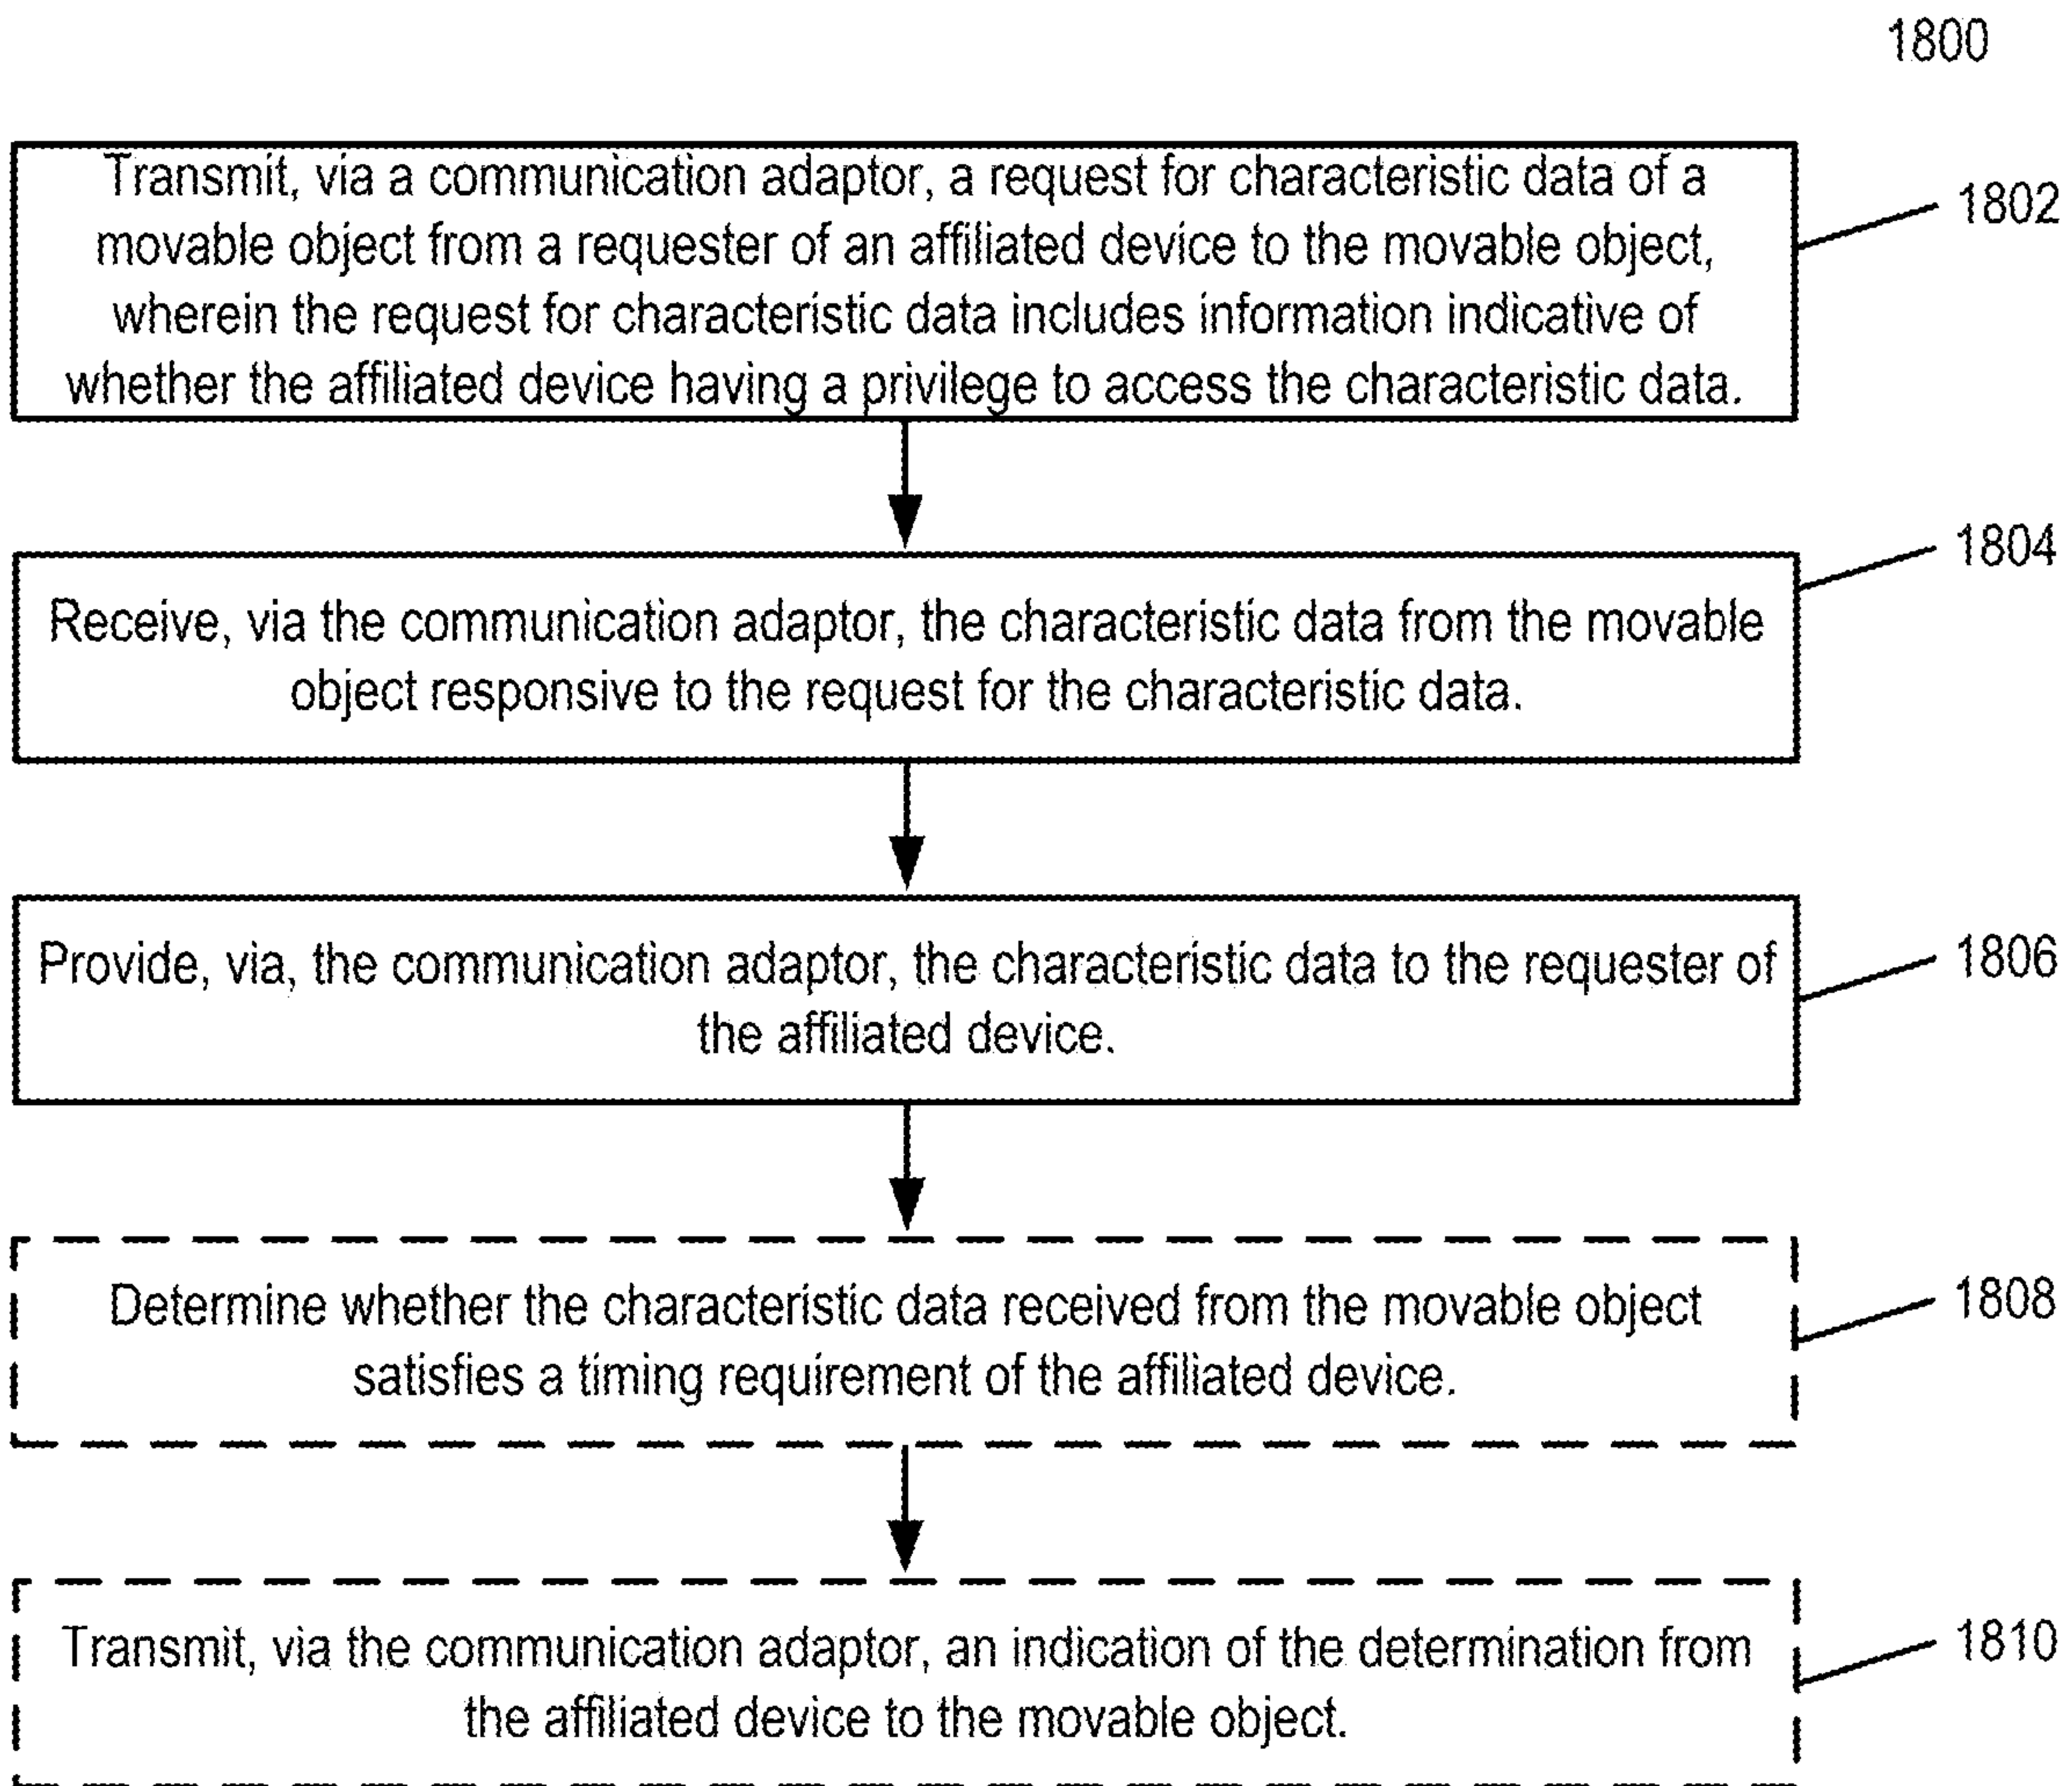 1800
Transmit, via a communication adaptor, a request for characteristic data of a
movable object from a requester of an affiliated device to the movable object,
wherein the request for characteristic data includes information indicative of
whether the affiliated device having a privilege to access the characteristic data.
1802
Receive, via the communication adaptor, the characteristic data from the movable
object responsive to the request for the characteristic data.
1804
Provide, via, the communication adaptor, the characteristic data to the requester of
the affiliated device.
1806
Determine whether the characteristic data received from the movable object
satisfies a timing requirement of the affiliated device.
1808
Transmit, via the communication adaptor, an indication of the determination from
the affiliated device to the movable object.
1810